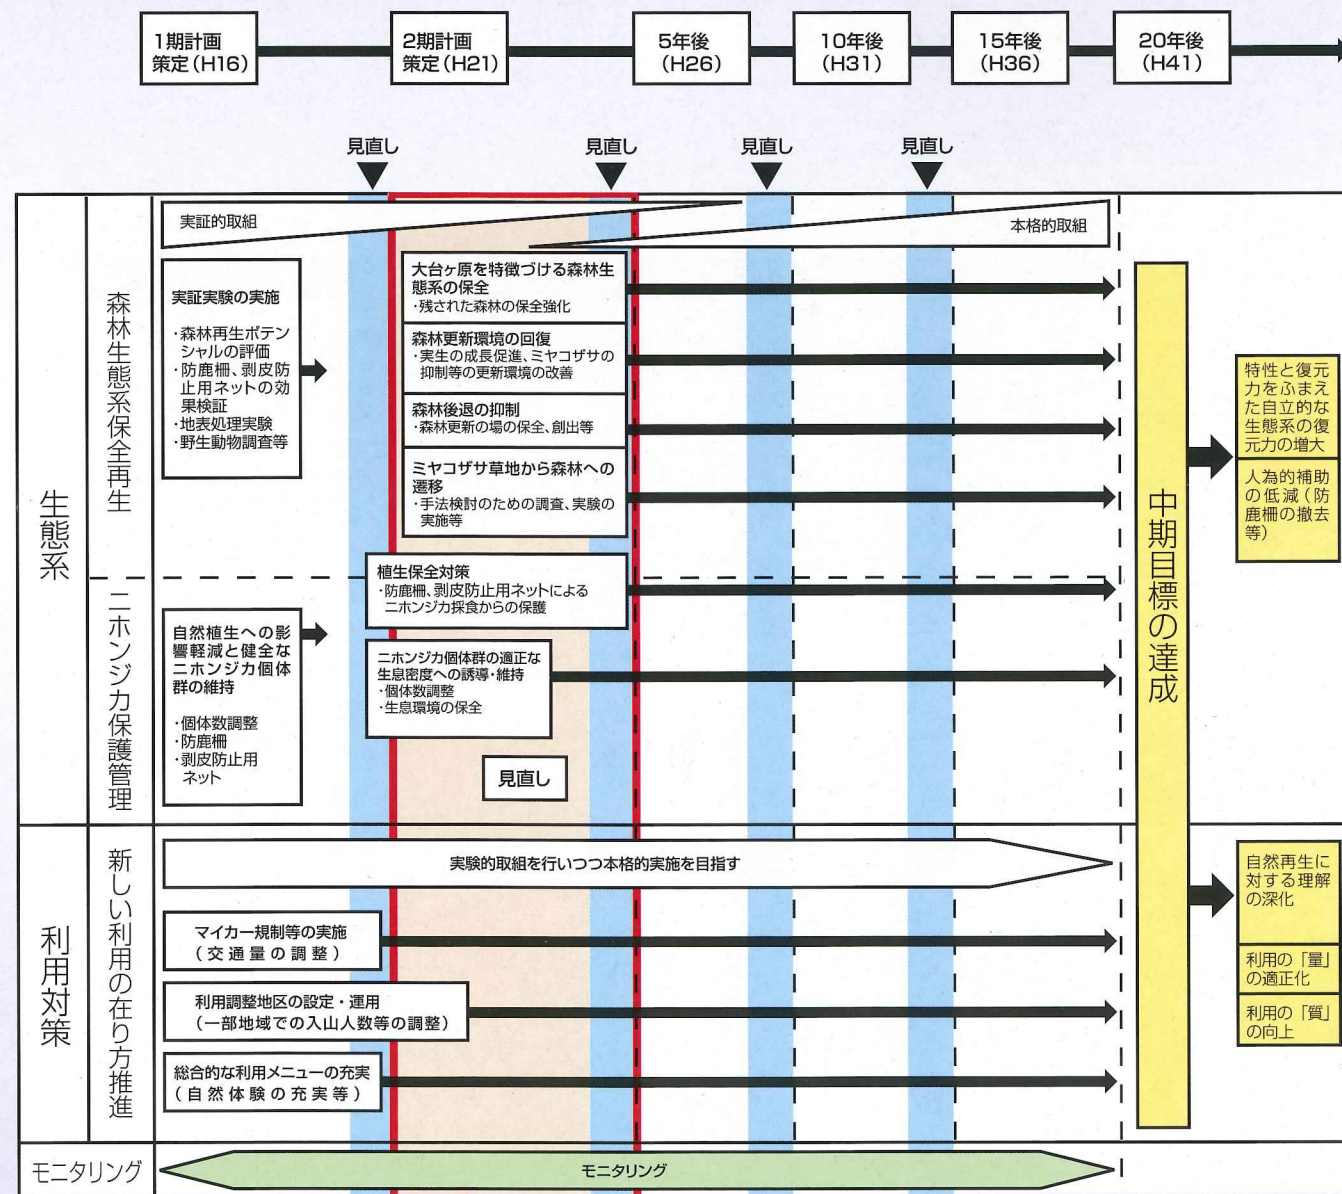 1期計画
策定(H16)
2期計画
策定(H21)
5年後
(H26)
10年後
(H31)
15年後
(H36)
20年後
(H41)
見直し
見直し
見直し
見直し
生態系
森林生態系保全再生
実証的取組
本格的取組
実証実験の実施
・森林再生ポテン
シャルの評価
・防鹿柵、剥皮防
止用ネットの効
果検証
・地表処理実験
・野生動物調査等
大台ヶ原を特徴づける森林生
態系の保全
・残された森林の保全強化
森林更新環境の回復
・実生の成長促進、ミヤコザサの
抑制等の更新環境の改善
森林後退の抑制
・森林更新の場の保全、創出等
ミヤコザサ草地から森林への
遷移
・手法検討のための調査、実験の
実施等
ニホンジカ保護管理
植生保全対策
・防鹿柵、剥皮防止用ネットによる
ニホンジカ採食からの保護
自然植生への影
響軽減と健全な
ニホンジカ個体
群の維持
・個体数調整
・防鹿柵
・剥皮防止用
ネット
ニホンジカ個体群の適正な
生息密度への誘導・維持
・個体数調整
・生息環境の保全
見直し
中期目標の達成
特性と復元
力をふまえ
た自立的な
生態系の復
元力の増大
人為的補助
の低減(防
鹿柵の撤去
等)
利用対策
新しい利用の在り方推進
実験的取組を行いつつ本格的実施を目指す
マイカー規制等の実施
(交通量の調整)
利用調整地区の設定・運用
(一部地域での入山人数等の調整)
総合的な利用メニューの充実
(自然体験の充実等)
自然再生に
対する理解
の深化
利用の「量」
の適正化
利用の「質」
の向上
モニタリング
モニタリング